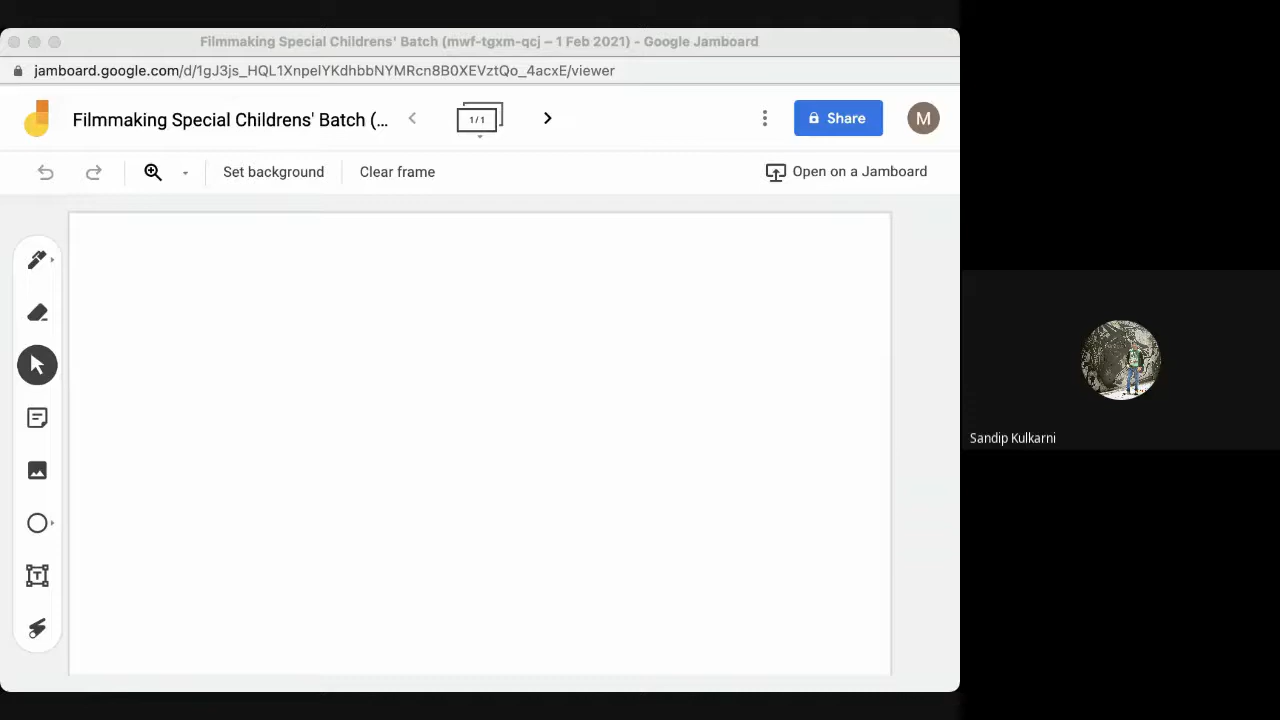 Filmmaking Special Childrens' Batch (mwf-tgxm-qcj – 1 Feb 2021) - Google Jamboard
jamboard.google.com/d/1gJ3js_HQL1XnpelYKdhbbNYMRcn8B0XEVztQo_4acxE/viewer
Filmmaking Special Childrens' Batch (...
1/1
Share
M
Set background
Clear frame
Open on a Jamboard
T
Sandip Kulkarni